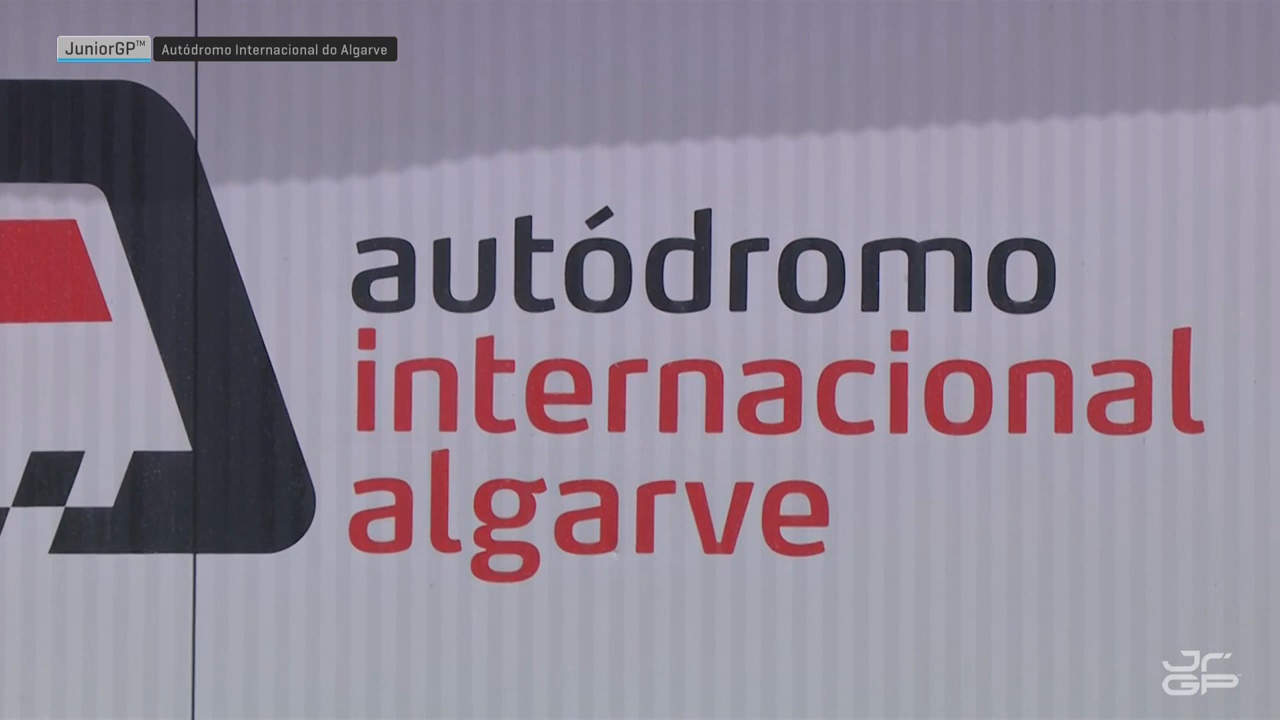 JuniorGP™ Autódromo Internacional do Algarve
autódromo
internacional
algarve
Jr
GP